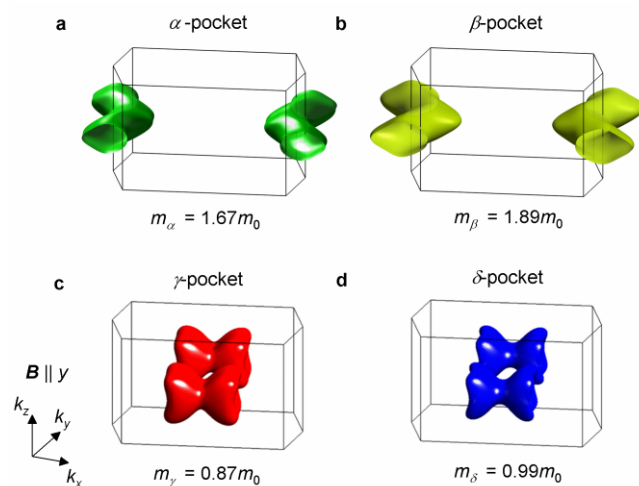 a
α-pocket
b
β-pocket
m_α = 1.67m_0
m_β = 1.89m_0
c
γ-pocket
d
δ-pocket
B || y
k_z
k_y
k_x
m_γ = 0.87m_0
m_δ = 0.99m_0